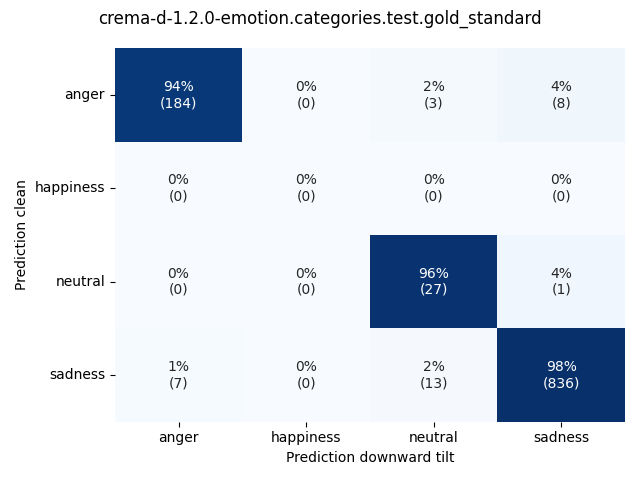 crema-d-1.2.0-emotion.categories.test.gold_standard
Prediction clean
anger
94% 0% 2% 4%
(184) (0) (3) (8)
happiness
0% 0% 0% 0%
(0) (0) (0) (0)
neutral
0% 0% 96% 4%
(0) (0) (27) (1)
sadness
1% 0% 2% 98%
(7) (0) (13) (836)
anger happiness neutral sadness
Prediction downward tilt